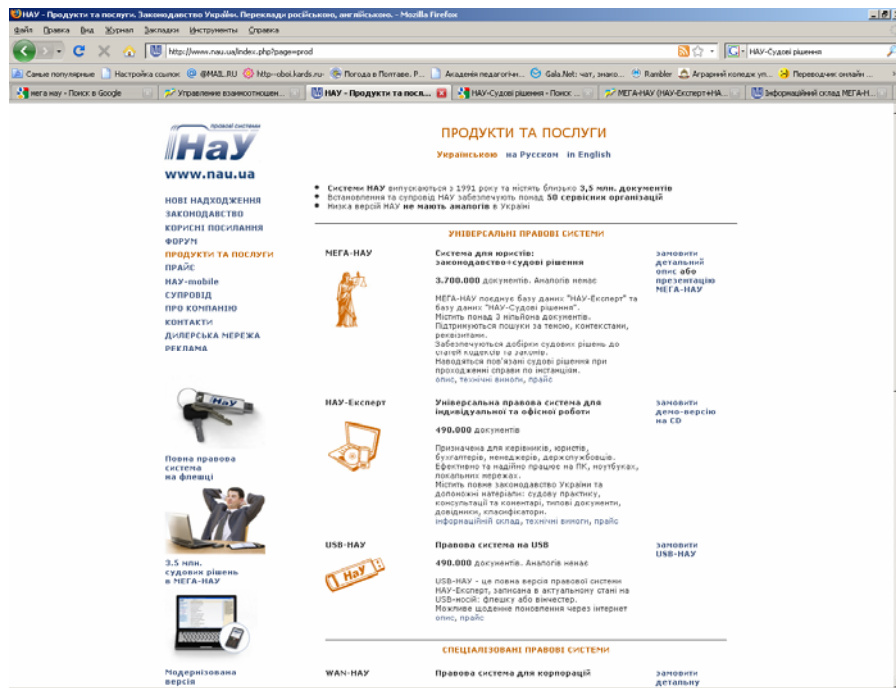 НАУ - Продукти та послуги. Законодавство України. Переклади російською, англійською. - Mozilla Firefox
Файл Правка Вид Журнал Закладки Инструменты Справка
http://www.nau.ua/index.php?page=prod
НАУ-Судові рішення
Самые популярные Настройка ссылок @MAIL.RU http--oboi.kards.ru- Погода в Полтаве. Р... Академія педагогічн... Gala.Net: чат, знако... Rambler Аграрний коледж уп... Переводчик онлайн ...
мега нау - Поиск в Google Управление взаимоотношен... НАУ - Продукти та посл... НАУ-Судові рішення - Поиск ... МЕГА-НАУ (НАУ-Експерт+НА... Інформаційний склад МЕГА-Н...
правові системи
НаУ
www.nau.ua
НОВІ НАДХОДЖЕННЯ
ЗАКОНОДАВСТВО
КОРИСНІ ПОСИЛАННЯ
ФОРУМ
ПРОДУКТИ ТА ПОСЛУГИ
ПРАЙС
НАУ-mobile
СУПРОВІД
ПРО КОМПАНІЮ
КОНТАКТИ
ДИЛЕРСЬКА МЕРЕЖА
РЕКЛАМА
НаУ
Повна правова
система
на флешці
3.5 млн.
судових рішень
в МЕГА-НАУ
Модернізована
версія
ПРОДУКТИ ТА ПОСЛУГИ
Українською на Русском in English
Системи НАУ випускаються з 1991 року та містять близько 3,5 млн. документів
Встановлення та супровід НАУ забезпечують понад 50 сервісних організацій
Низка версій НАУ не мають аналогів в Україні
УНІВЕРСАЛЬНІ ПРАВОВІ СИСТЕМИ
МЕГА-НАУ
Система для юристів:
законодавство+судові рішення
3.700.000 документів. Аналогів немає
МЕГА-НАУ поєднує базу даних "НАУ-Експерт" та
базу даних "НАУ-Судові рішення".
Містить понад 3 мільйона документів.
Підтримуються пошуки за темою, контекстами,
реквізитами.
Забезпечуються добірки судових рішень до
статей кодексів та законів.
Наводяться пов'язані судові рішення при
проходженні справи по інстанціях.
опис, технічні вимоги, прайс
замовити
детальний
опис або
презентацію
МЕГА-НАУ
НАУ-Експерт
Універсальна правова система для
індивідуальної та офісної роботи
490.000 документів
Призначена для керівників, юристів,
бухгалтерів, менеджерів, держслужбовців.
Ефективно та надійно працює на ПК, ноутбуках,
локальних мережах.
Містить повне законодавство України та
допоміжні матеріали: судову практику,
консультації та коментарі, типові документи,
довідники, класифікатори.
інформаційний склад, технічні вимоги, прайс
замовити
демо-версію
на CD
USB-НАУ
НаУ
Правова система на USB
490.000 документів. Аналогів немає
USB-НАУ - це повна версія правової системи
НАУ-Експерт, записана в актуальному стані на
USB-носій: флешку або вінчестер.
Можливе щоденне поновлення через інтернет
опис, прайс
замовити
USB-НАУ
СПЕЦІАЛІЗОВАНІ ПРАВОВІ СИСТЕМИ
WAN-НАУ
Правова система для корпорацій
замовити
детальну